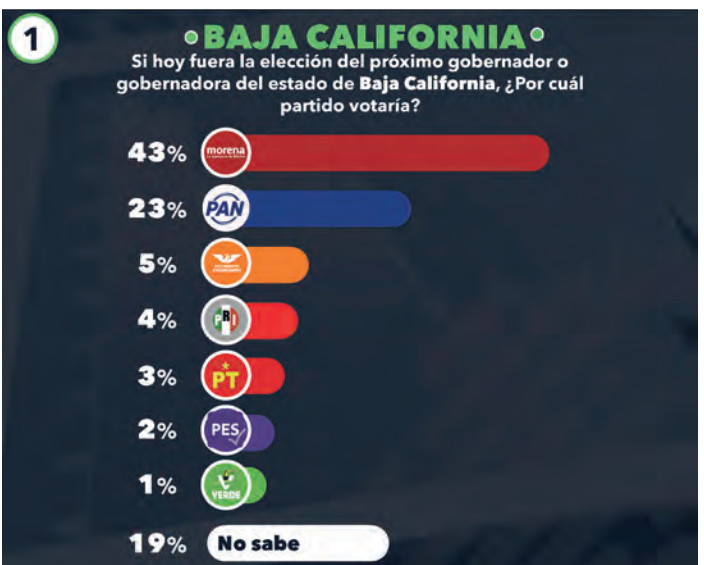 1
BAJA CALIFORNIA
Si hoy fuera la elección del próximo gobernador o
gobernadora del estado de Baja California, ¿Por cuál
partido votaría?
43% morena
23% PAN
5%
4% PRI
3% PT
2% PES
1% VERDE
19% No sabe